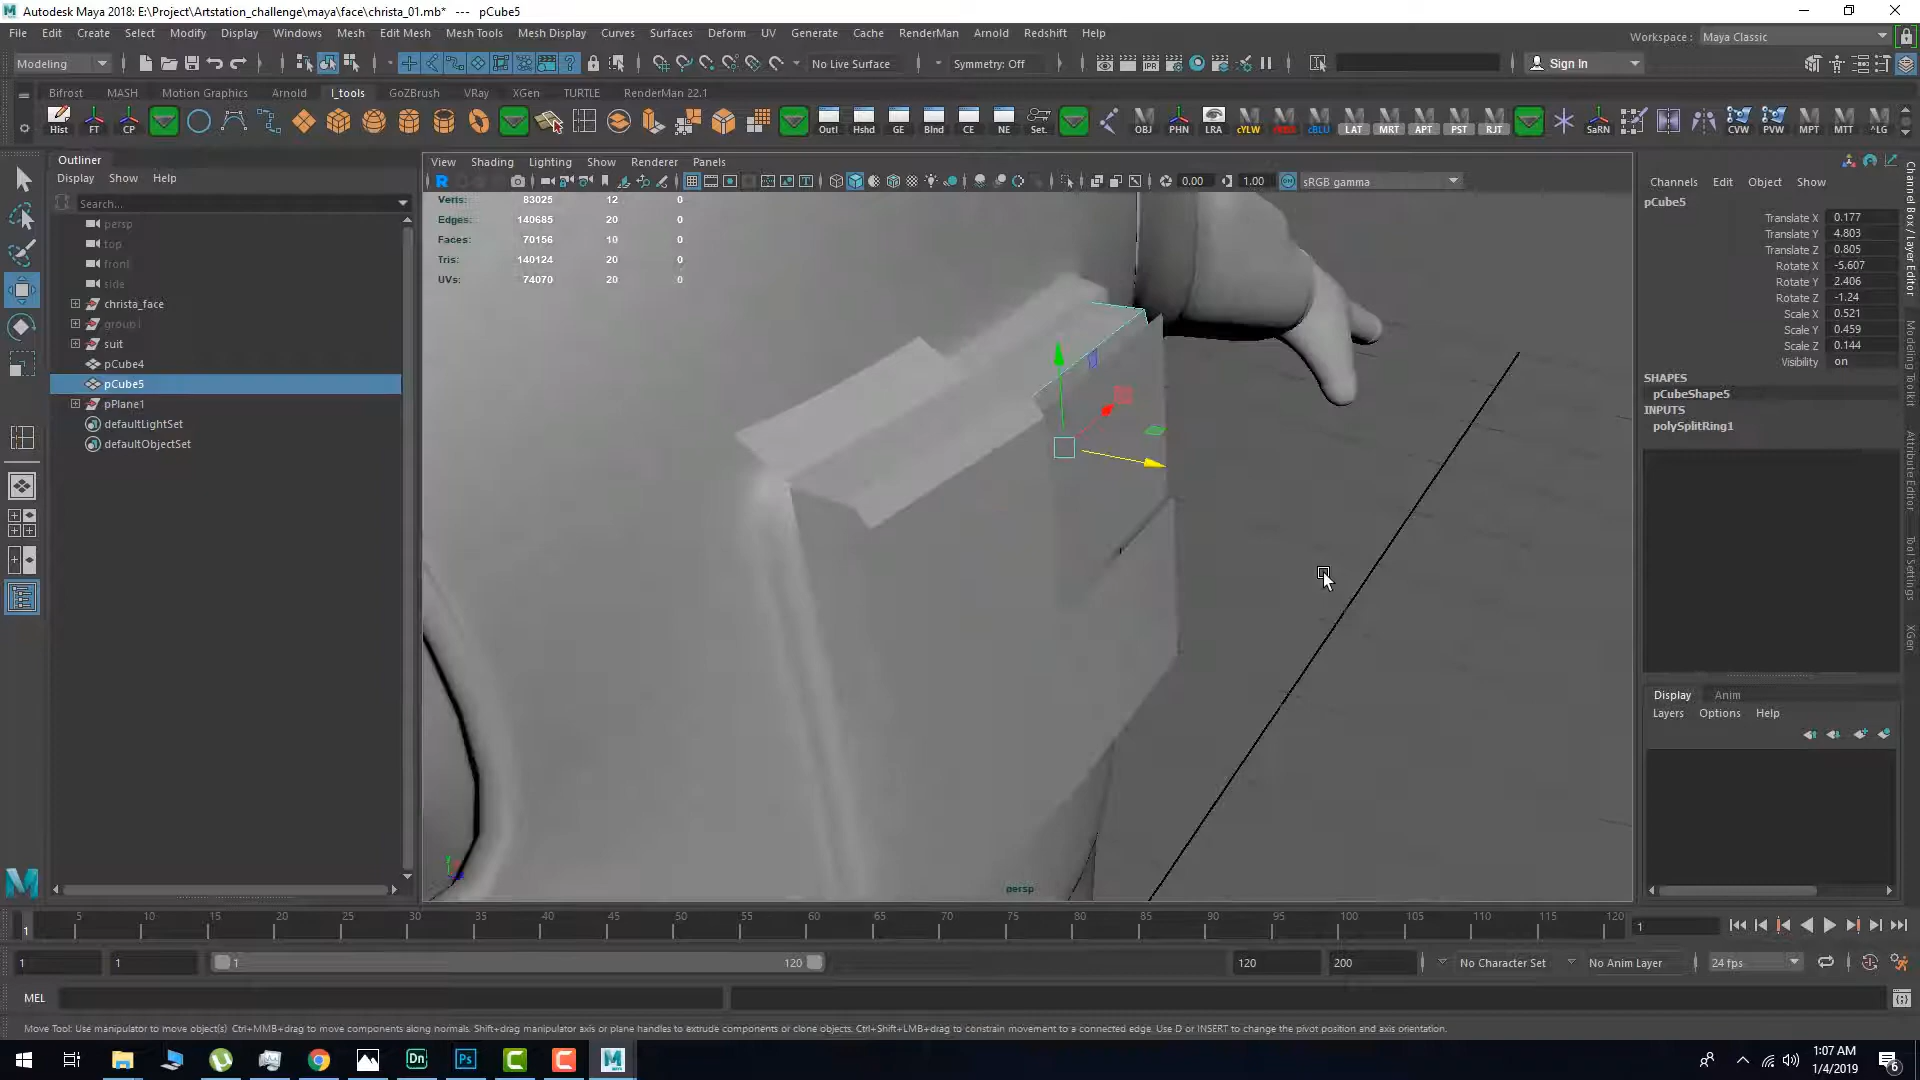 Autodesk Maya 2018: E:\Project\Artstation_challenge\maya\face\christa_01.mb* --- pCube5
File Edit Create Select Modify Display Windows Mesh Edit Mesh Mesh Tools Mesh Display Curves Surfaces Deform UV Generate Cache RenderMan Arnold Redshift Help
Workspace : Maya Classic
Modeling No Live Surface Symmetry: Off Sign In
Bifrost MASH Motion Graphics Arnold l_tools GoZBrush VRay XGen TURTLE RenderMan 22.1
Hist FT CP Outl Hshd GE Blnd CE NE Set. OBJ PHN LRA cYLW cBLU LAT MRT APT PST RJT SaRN CVW PVW MPT MTT ^LG
Outliner
Display Show Help
Search...
persp
top
front
side
christa_face
group1
suit
pCube4
pCube5
pPlane1
defaultLightSet
defaultObjectSet
View Shading Lighting Show Renderer Panels
0.00 1.00 sRGB gamma
Verts: 83025 12 0
Edges: 140685 20 0
Faces: 70156 10 0
Tris: 140124 20 0
UVs: 74070 20 0
persp
Channels Edit Object Show
pCube5
Translate X 0.177
Translate Y 4.803
Translate Z 0.805
Rotate X -5.607
Rotate Y 2.406
Rotate Z -1.24
Scale X 0.521
Scale Y 0.459
Scale Z 0.144
Visibility on
SHAPES
pCubeShape5
INPUTS
polySplitRing1
Display Anim
Layers Options Help
Channel Box / Layer Editor
Modeling Toolkit
Attribute Editor
Tool Settings
XGen
5 10 15 20 25 30 35 40 45 50 55 60 65 70 75 80 85 90 95 100 105 110 115 120
1 1
1 1 1 120 120 200 No Character Set No Anim Layer 24 fps
MEL
Move Tool: Use manipulator to move object(s) Ctrl+MMB+drag to move components along normals. Shift+drag manipulator axis or plane handles to extrude components or clone objects. Ctrl+Shift+LMB+drag to constrain movement to a connected edge. Use D or INSERT to change the pivot position and axis orientation.
Dn Ps
1:07 AM
1/4/2019
6